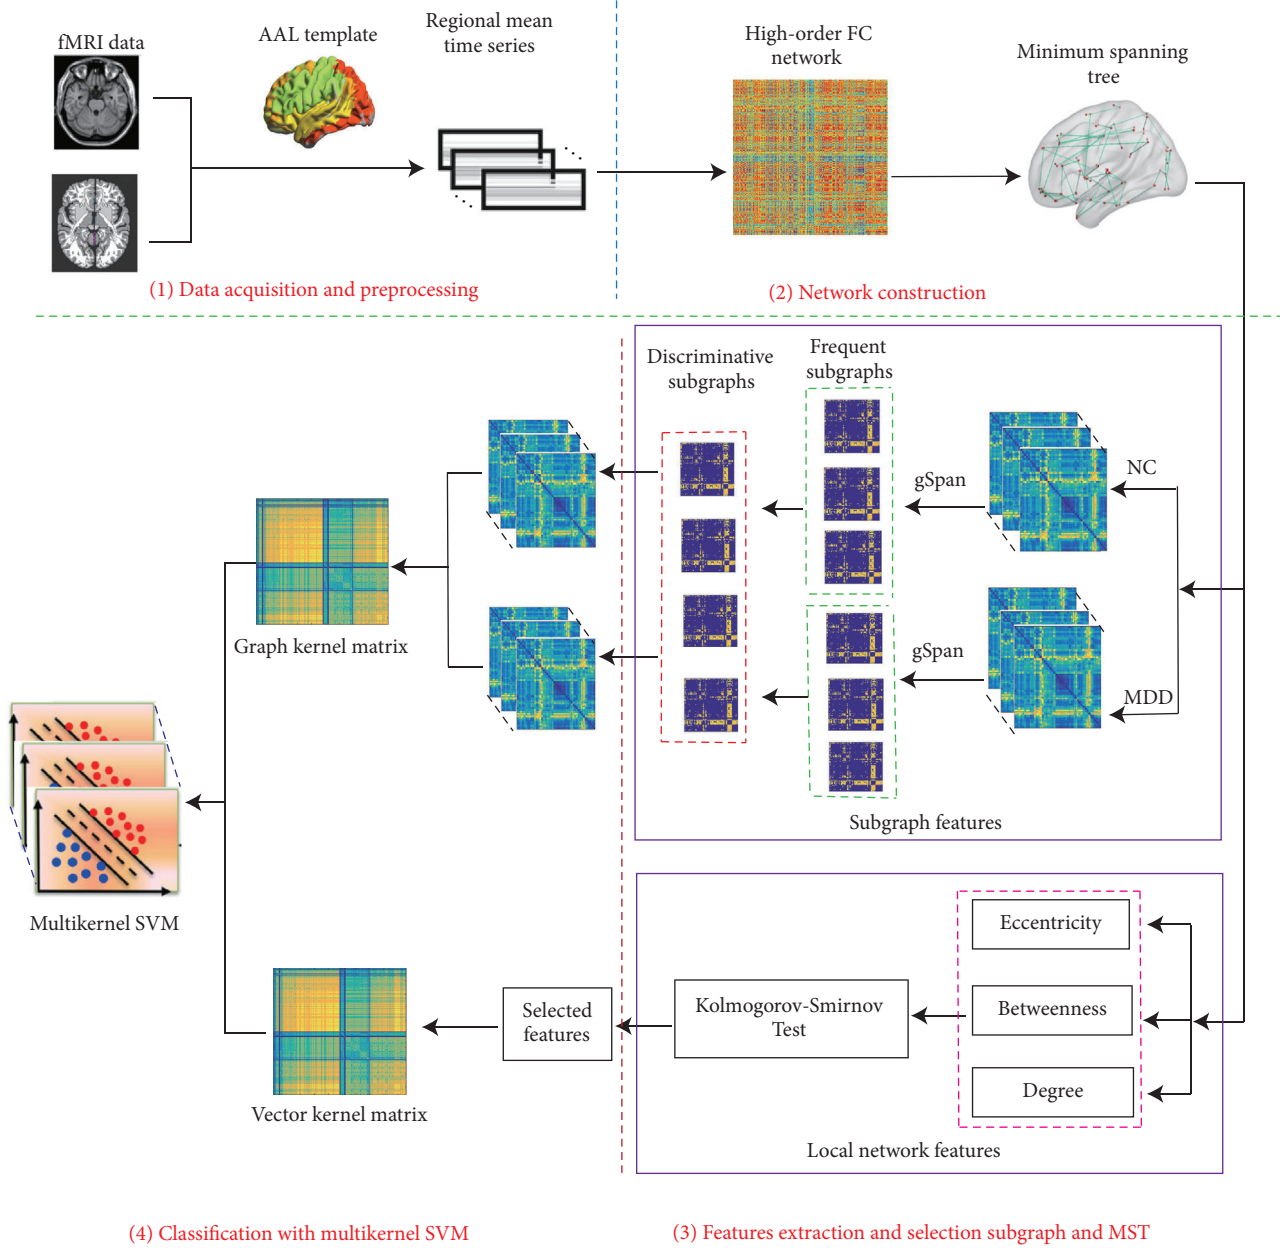 fMRI data
AAL template
Regional mean
time series
(1) Data acquisition and preprocessing
High-order FC
network
Minimum spanning
tree
(2) Network construction
Discriminative
subgraphs
Frequent
subgraphs
gSpan
NC
gSpan
MDD
Subgraph features
Graph kernel matrix
Multikernel SVM
Eccentricity
Betweenness
Degree
Kolmogorov-Smirnov
Test
Selected
features
Local network features
Vector kernel matrix
(4) Classification with multikernel SVM
(3) Features extraction and selection subgraph and MST